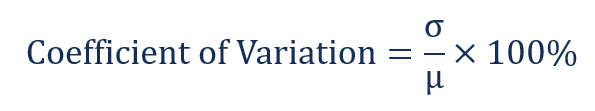 Coefficient of Variation = σ/μ × 100%